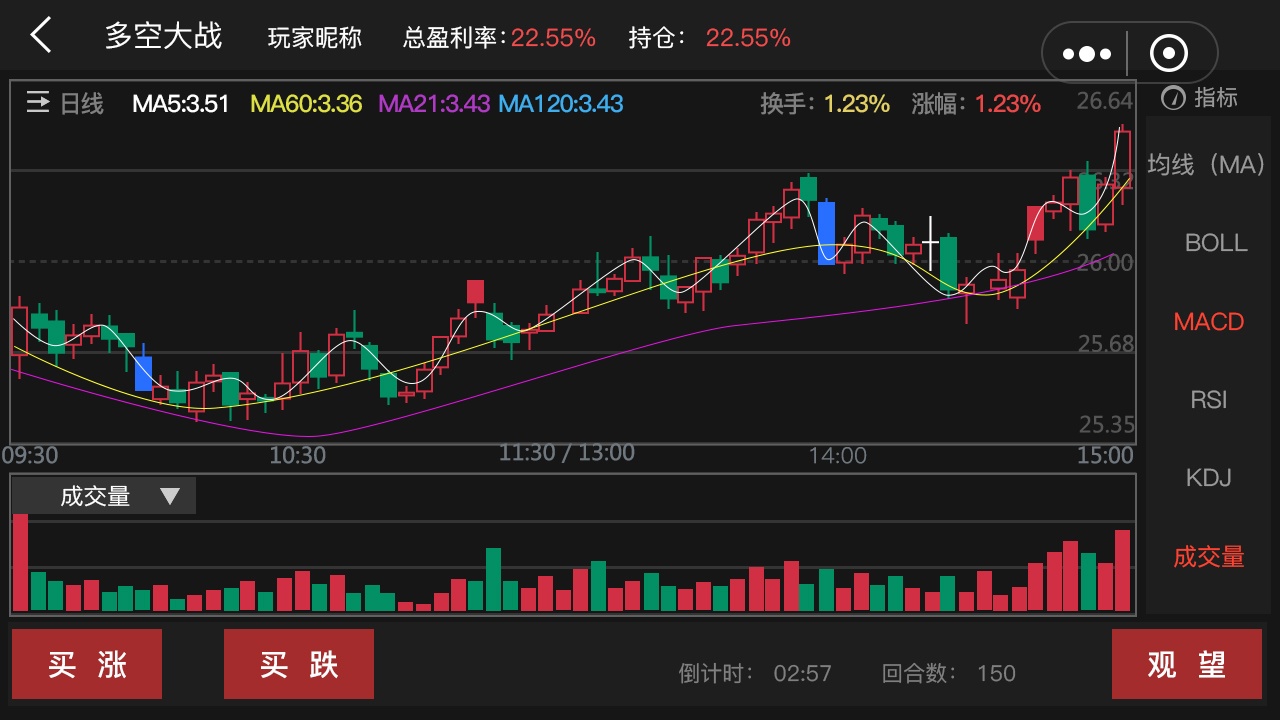 多空大战 玩家昵称 总盈利率:22.55% 持仓： 22.55%
日线 MA5:3.51 MA60:3.36 MA21:3.43 MA120:3.43 换手：1.23% 涨幅：1.23% 26.64
指标
均线（MA）
26.32
BOLL
26.00
MACD
25.68
RSI
25.35
09:30 10:30 11:30 / 13:00 14:00 15:00
KDJ
成交量 ▼
成交量
买 涨 买 跌 倒计时： 02:57 回合数： 150 观 望